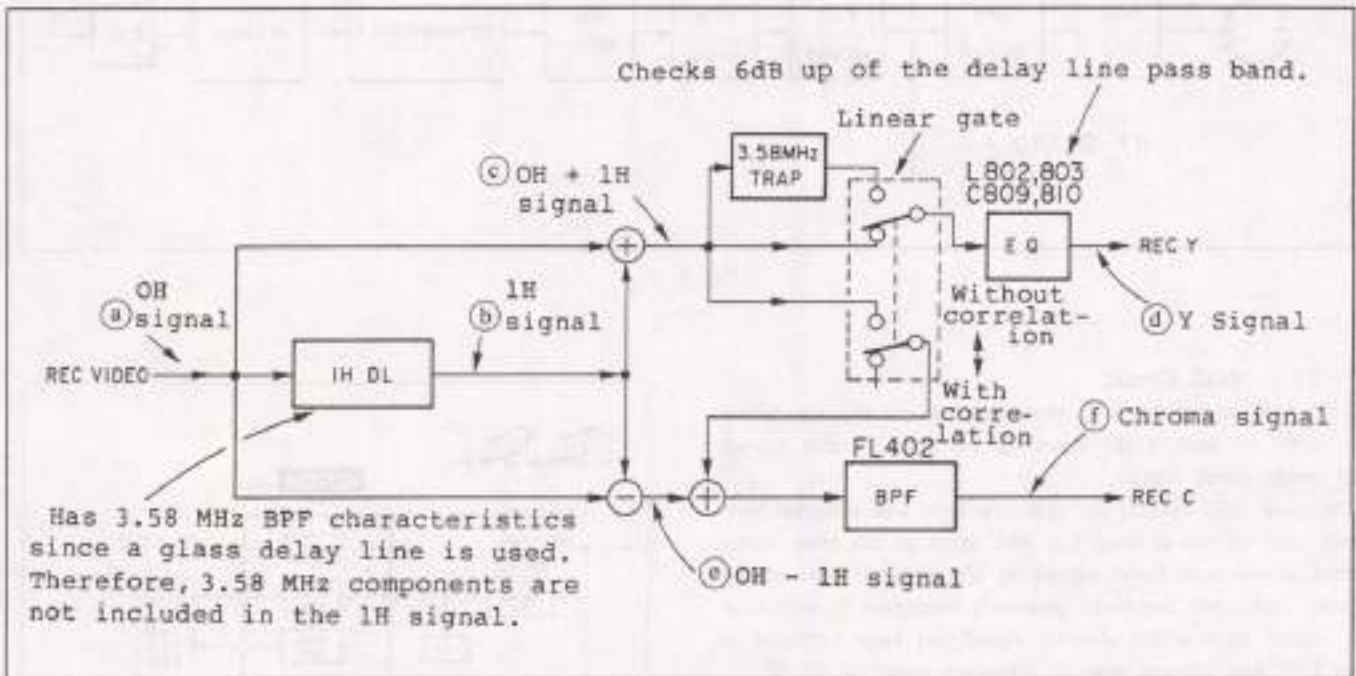 Checks 6dB up of the delay line pass band.
Linear gate
3.58MHz
TRAP
L802,803
C809,810
ⓒ OH + 1H
signal
EQ
REC Y
OH
ⓐ signal
1H
ⓑ signal
Without
correlat-
ion
ⓓ Y Signal
REC VIDEO
1H DL
With
corre-
lation
ⓕ Chroma signal
FL402
BPF
REC C
Has 3.58 MHz BPF characteristics
since a glass delay line is used.
Therefore, 3.58 MHz components are
not included in the 1H signal.
ⓔ OH - 1H signal